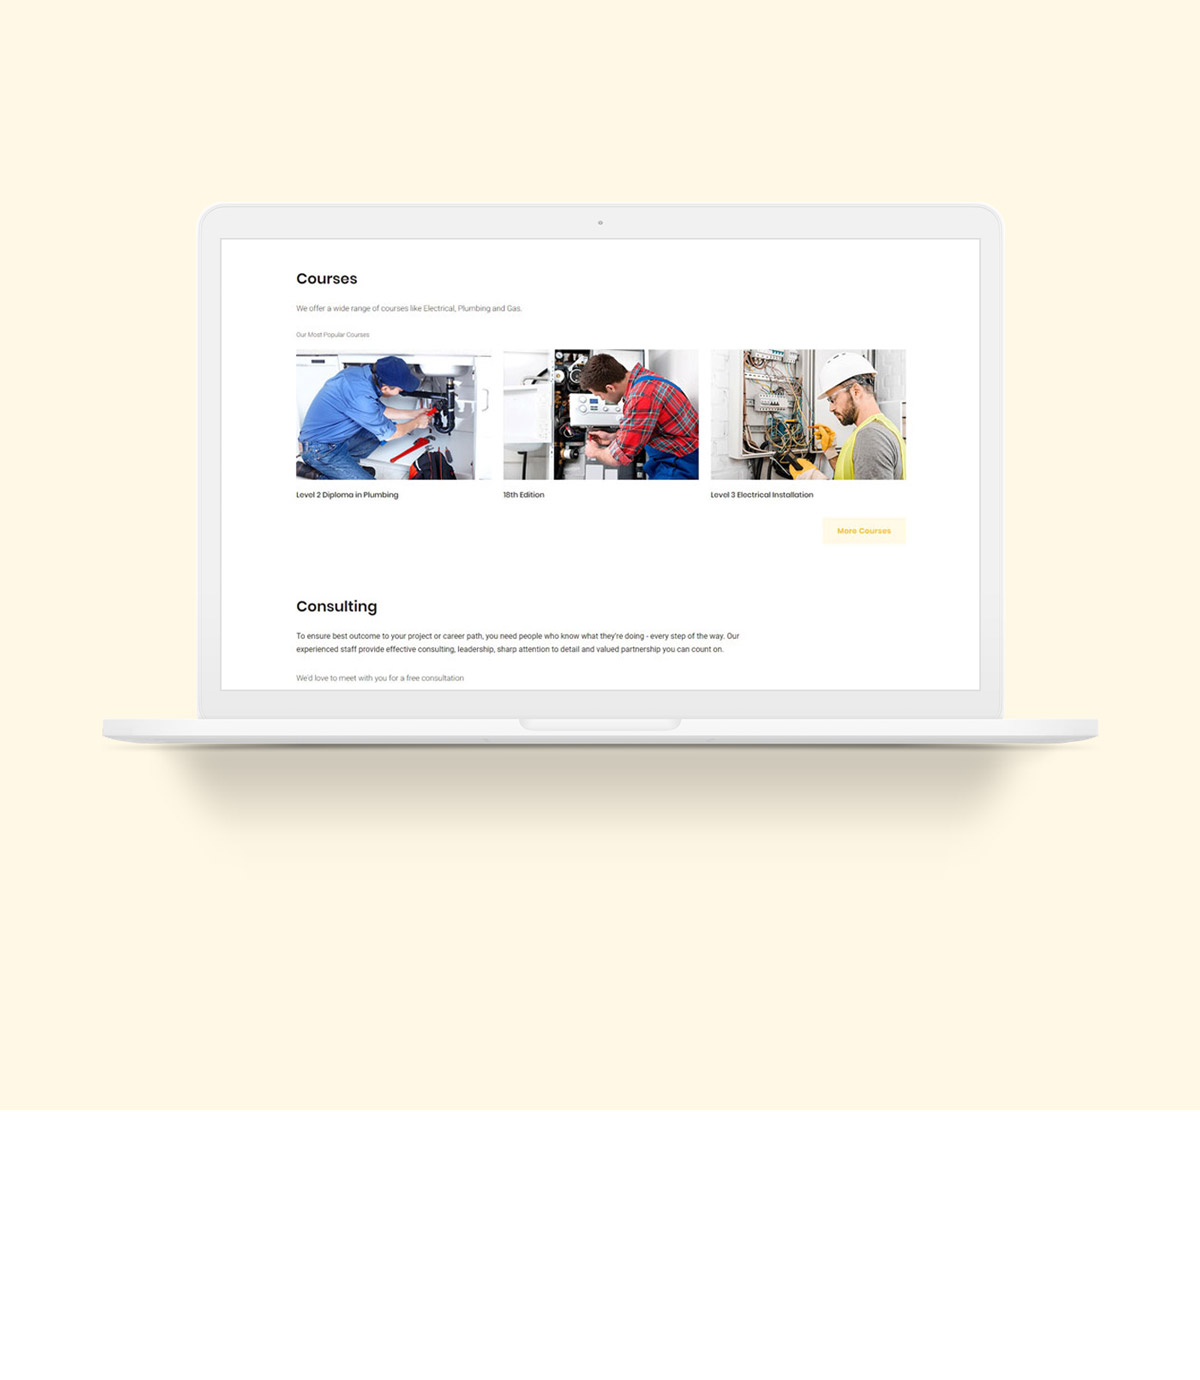 Courses
We offer a wide range of courses like Electrical, Plumbing and Gas.
Our Most Popular Courses
Level 2 Diploma in Plumbing
18th Edition
Level 3 Electrical Installation
More Courses
Consulting
To ensure best outcome to your project or career path, you need people who know what they're doing - every step of the way. Our
experienced staff provide effective consulting, leadership, sharp attention to detail and valued partnership you can count on.
We'd love to meet with you for a free consultation